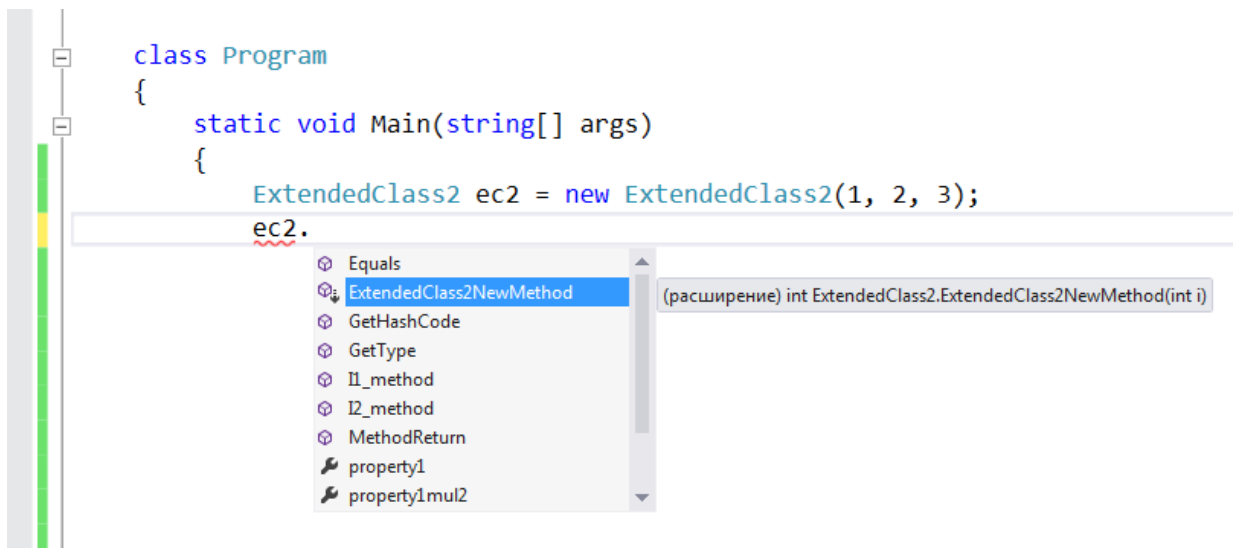 class Program
{
static void Main(string[] args)
{
ExtendedClass2 ec2 = new ExtendedClass2(1, 2, 3);
ec2.
Equals
ExtendedClass2NewMethod
(расширение) int ExtendedClass2.ExtendedClass2NewMethod(int i)
GetHashCode
GetType
I1_method
I2_method
MethodReturn
property1
property1mul2